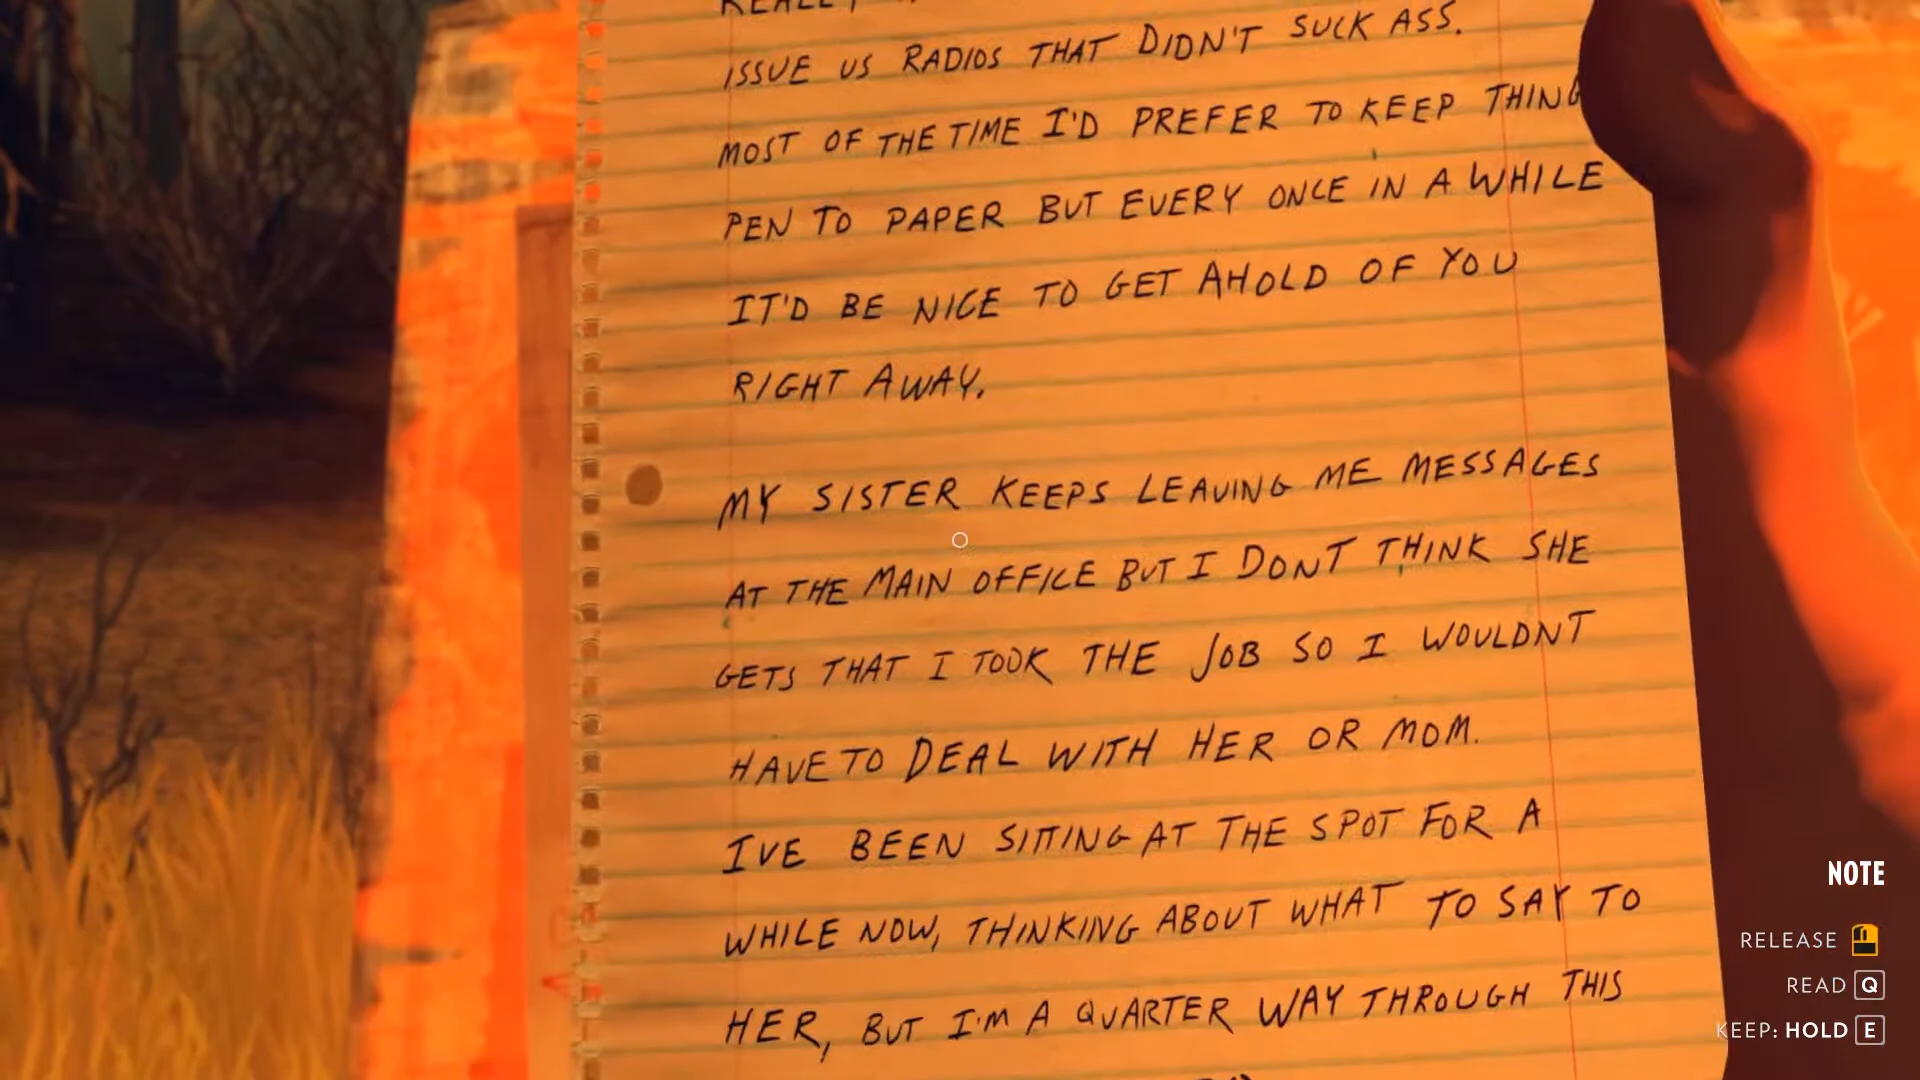 ISSUE US RADIOS THAT DIDN'T SUCK ASS.
MOST OF THE TIME I'D PREFER TO KEEP THING
PEN TO PAPER BUT EVERY ONCE IN A WHILE
IT'D BE NICE TO GET AHOLD OF YOU
RIGHT AWAY.
MY SISTER KEEPS LEAVING ME MESSAGES
AT THE MAIN OFFICE BUT I DONT THINK SHE
GETS THAT I TOOK THE JOB SO I WOULDNT
HAVE TO DEAL WITH HER OR MOM.
IVE BEEN SITTING AT THE SPOT FOR A
WHILE NOW, THINKING ABOUT WHAT TO SAY TO
HER, BUT I'M A QUARTER WAY THROUGH THIS
NOTE
RELEASE
READ Q
KEEP: HOLD E